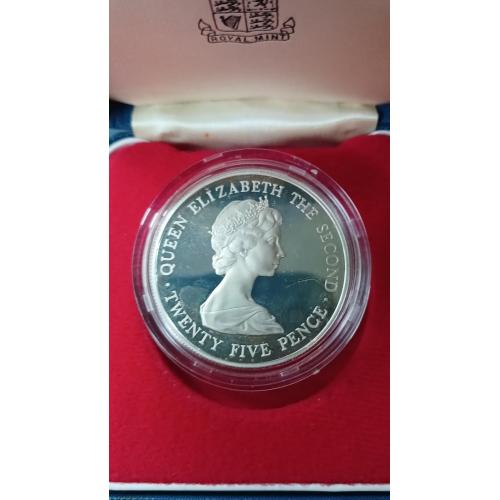 ROYAL MINT
· QUEEN ELIZABETH THE SECOND ·
TWENTY FIVE PENCE